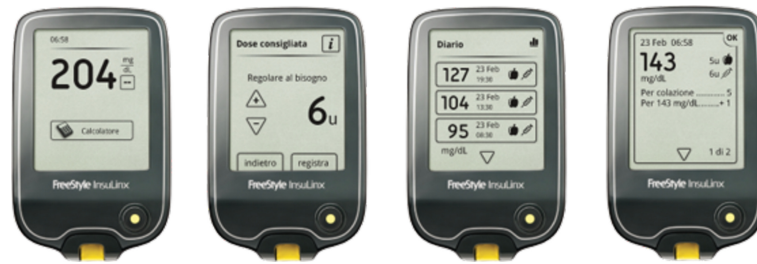 06:58
204 mg/dL
--
Calcolatore
FreeStyle InsuLinx
Dose consigliata i
Regolare al bisogno
+
6u
−
indietro registra
FreeStyle InsuLinx
Diario
127 23 Feb
19:38
104 23 Feb
13:38
95 23 Feb
08:38
mg/dL
FreeStyle InsuLinx
23 Feb 06:58 OK
143 5u
mg/dL 6u
Per colazione ......... 5
Per 143 mg/dL.......+ 1
1 di 2
FreeStyle InsuLinx